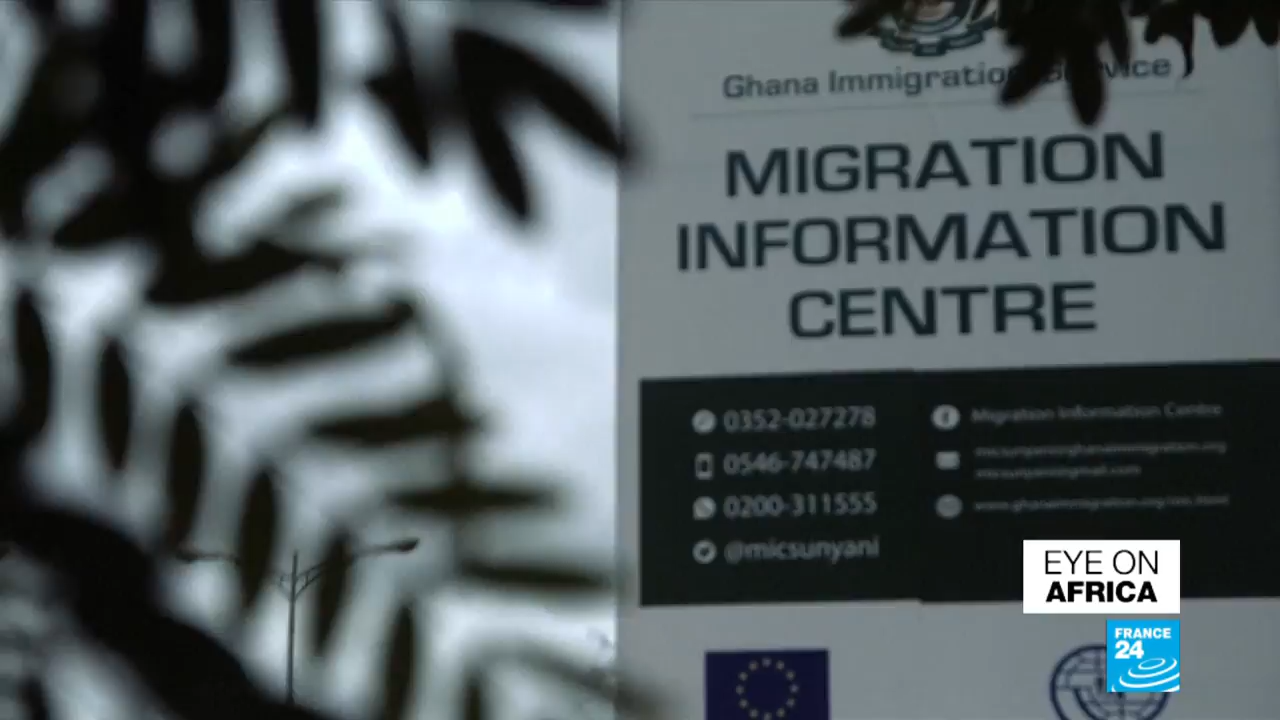 Ghana Immigration Service
MIGRATION
INFORMATION
CENTRE
0352-027278
0546-747487
0200-311555
@micsunyani
Migration Information Centre
EYE ON
AFRICA
FRANCE
24